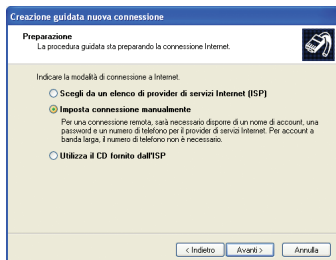 Creazione guidata nuova connessione
Preparazione
La procedura guidata sta preparando la connessione Internet.
Indicare la modalità di connessione a Internet.
Scegli da un elenco di provider di servizi Internet (ISP)
Imposta connessione manualmente
Per una connessione remota, sarà necessario disporre di un nome di account, una
password e un numero di telefono per il provider di servizi Internet. Per account a
banda larga, il numero di telefono non è necessario.
Utilizza il CD fornito dall'ISP
< Indietro
Avanti >
Annulla